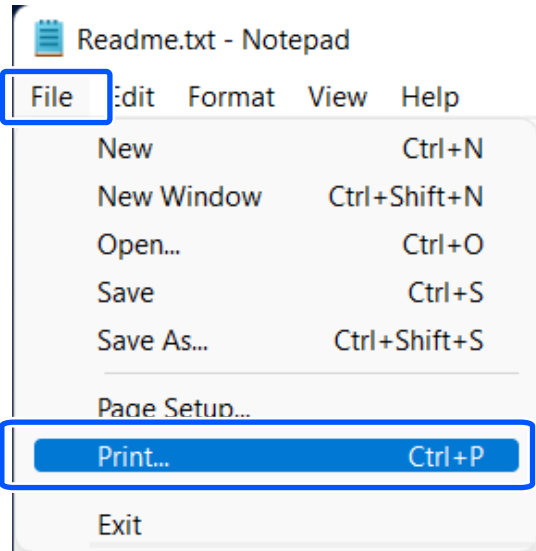 Readme.txt - Notepad
File Edit Format View Help
New Ctrl+N
New Window Ctrl+Shift+N
Open... Ctrl+O
Save Ctrl+S
Save As... Ctrl+Shift+S
Page Setup...
Print... Ctrl+P
Exit